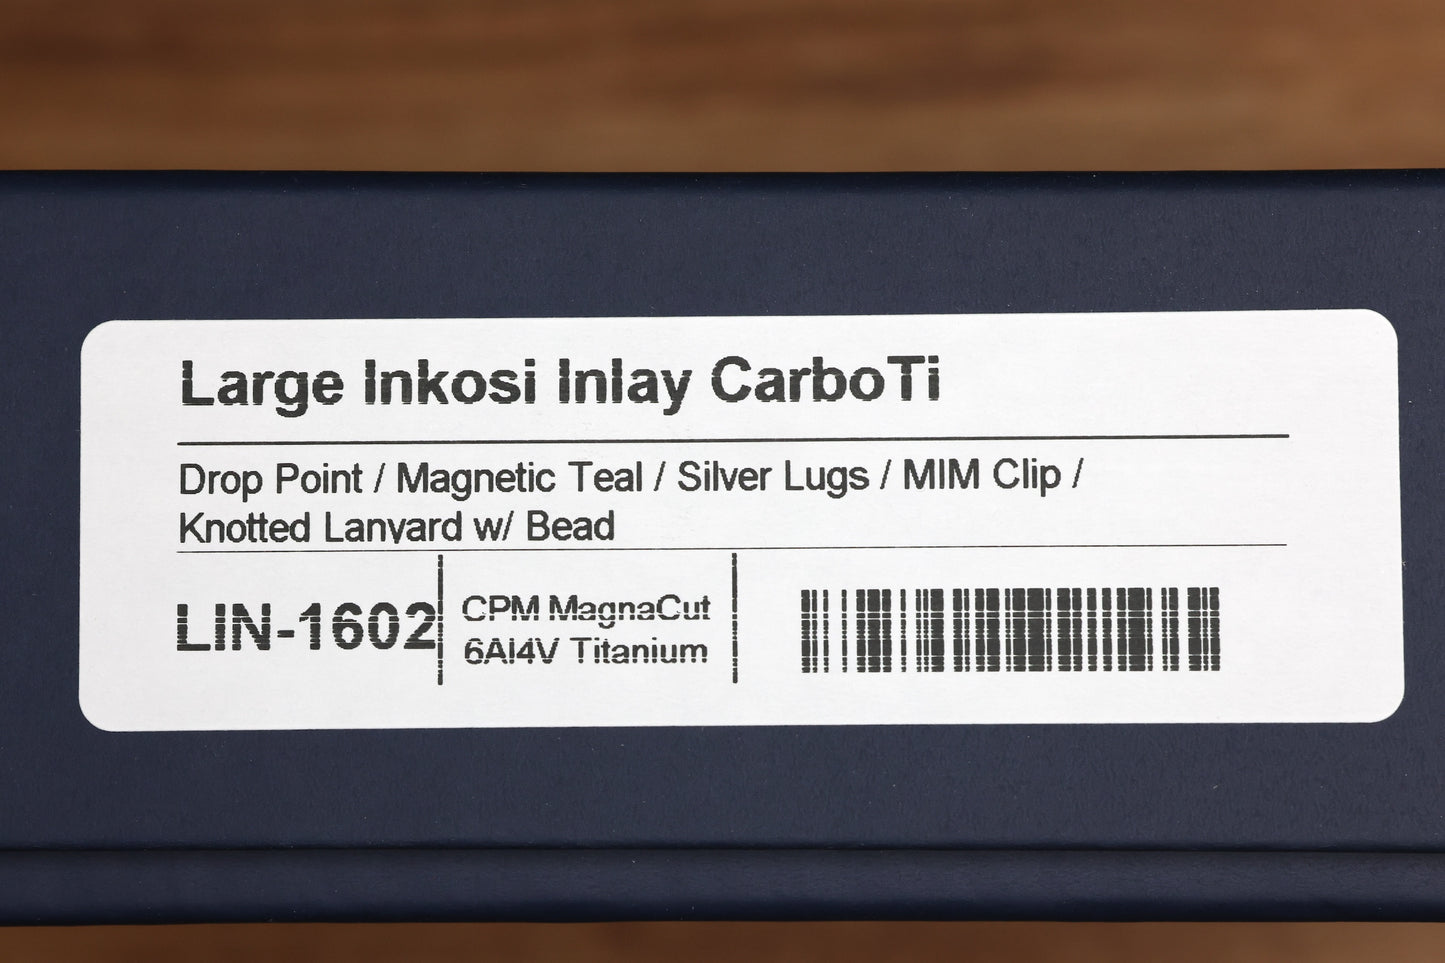 Large Inkosi Inlay CarboTi
Drop Point / Magnetic Teal / Silver Lugs / MIM Clip /
Knotted Lanyard w/ Bead
LIN-1602
CPM MagnaCut
6Al4V Titanium